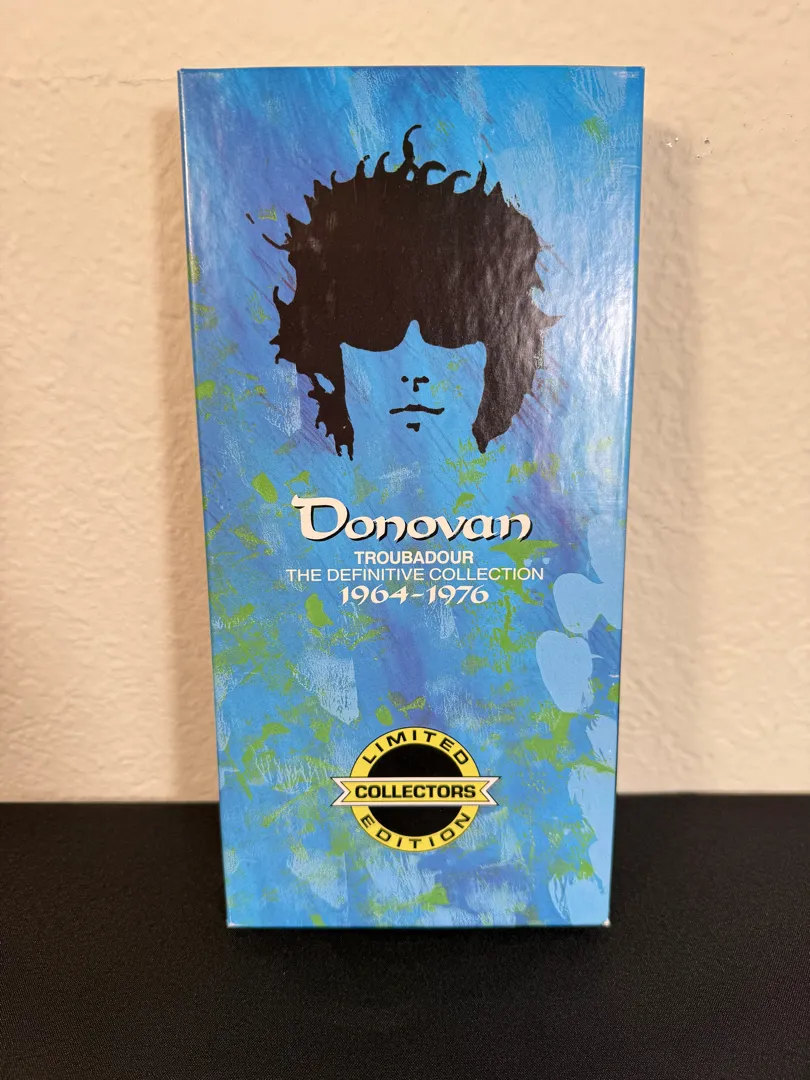 Donovan
TROUBADOUR
THE DEFINITIVE COLLECTION
1964-1976
LIMITED
COLLECTORS
EDITION